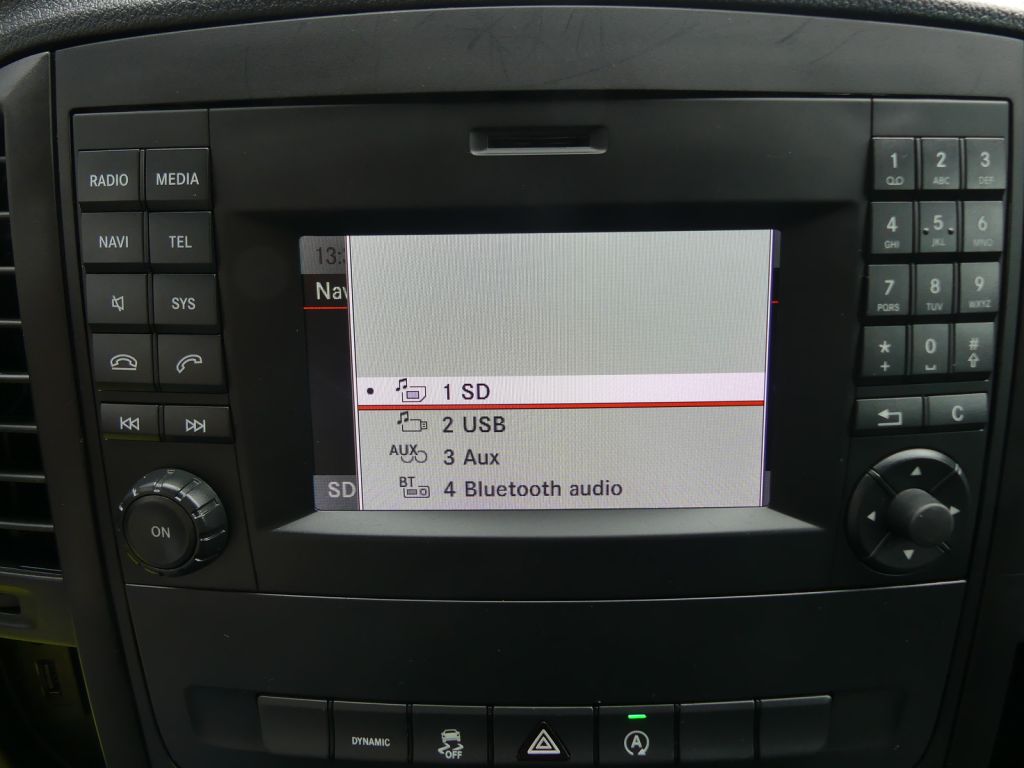 RADIO MEDIA
NAVI TEL
SYS
ON
13:
Nav
1 SD
2 USB
AUX 3 Aux
BT 4 Bluetooth audio
SD
1 2 ABC 3 DEF
4 GHI 5 JKL 6 MNO
7 PQRS 8 TUV 9 WXYZ
* + 0 #
C
DYNAMIC
OFF
A